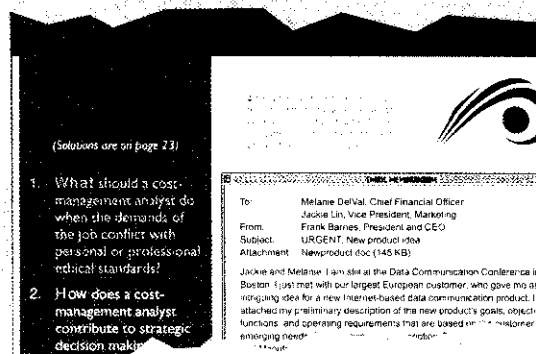 (Solutions are on page 23)
1. What should a cost-
management analyst do
when the demands of
the job conflict with
personal or professional
ethical standards?
2. How does a cost-
management analyst
contribute to strategic
decision making
To: Melanie DelVal, Chief Financial Officer
Jackie Lin, Vice President, Marketing
From: Frank Barnes, President and CEO
Subject: URGENT, New product idea
Attachment: Newproduct.doc (145 KB)
Jackie and Melanie: I am still at the Data Communication Conference in
Boston. I just met with our largest European customer, who gave me an
intriguing idea for a new Internet-based data communication product. I
attached my preliminary description of the new product's goals, objecti
functions, and operating requirements that are based on customer
emerging needs